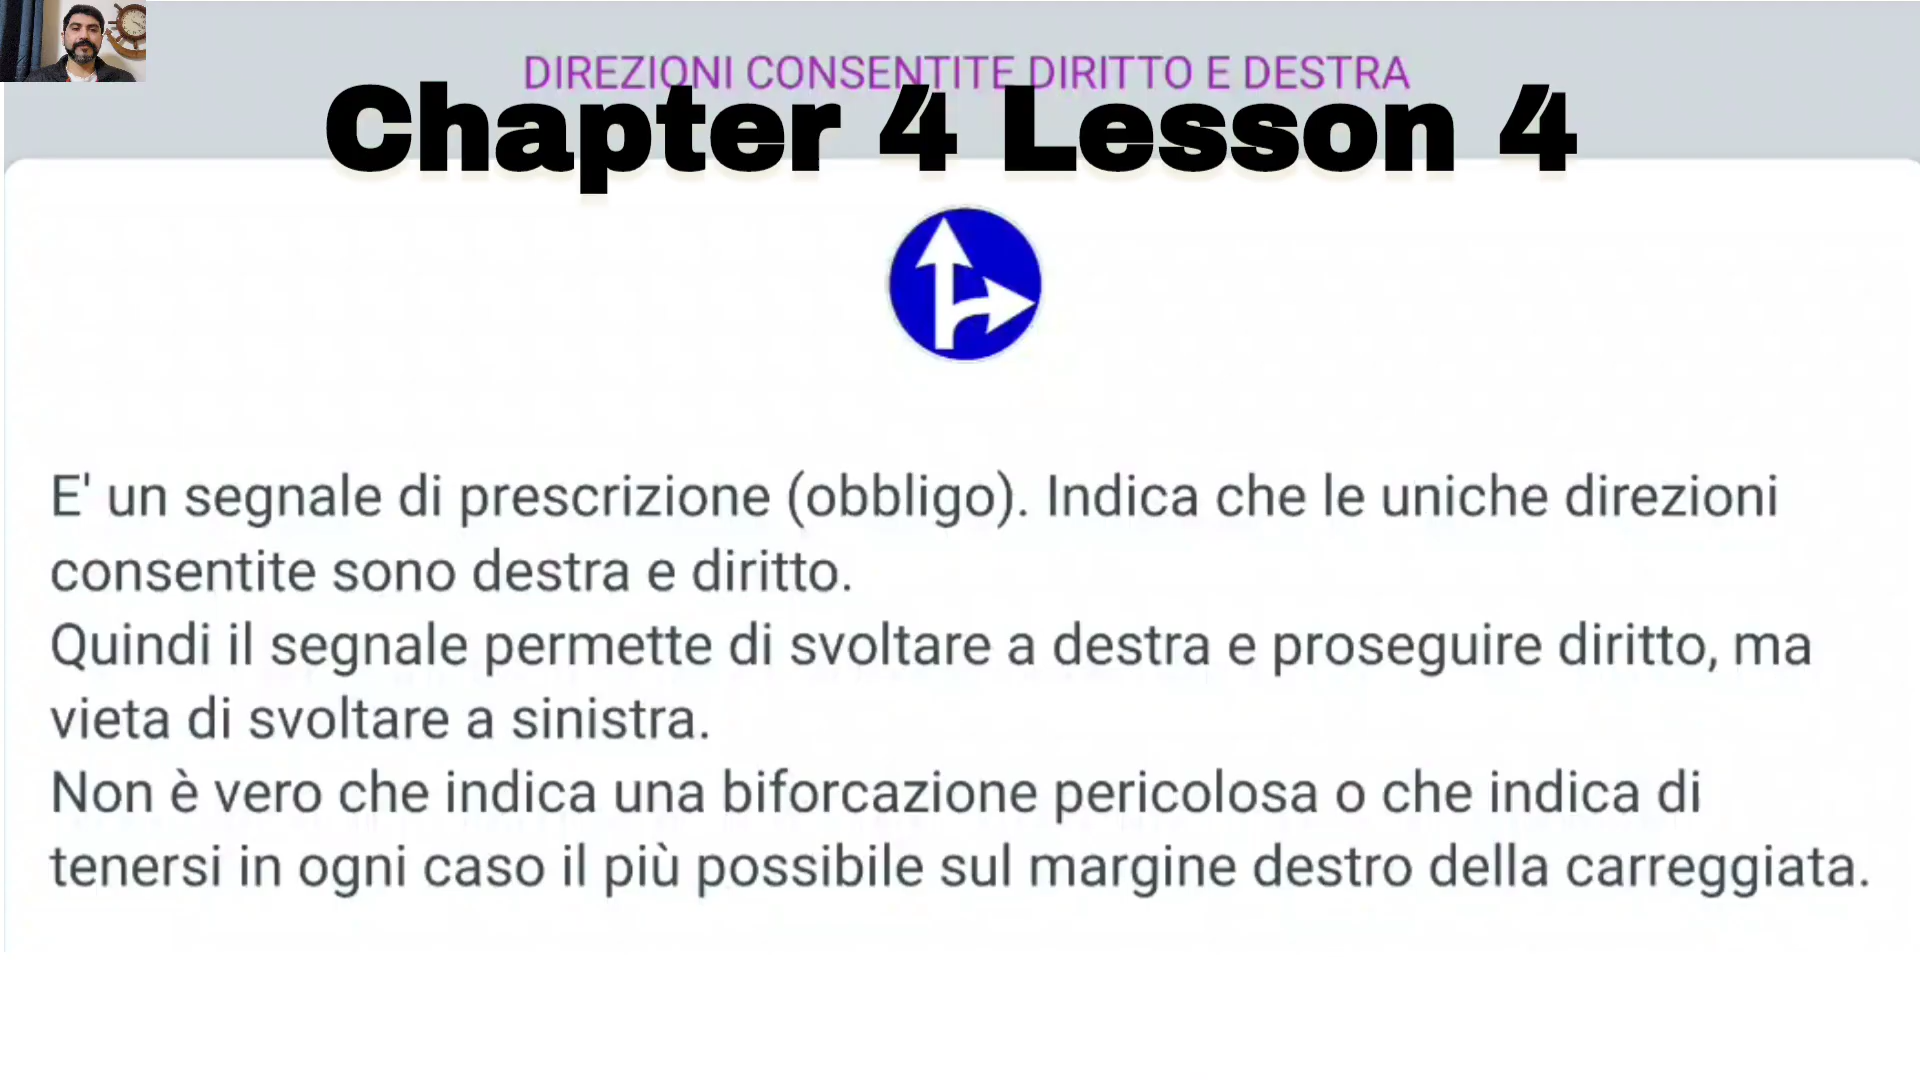 DIREZIONI CONSENTITE DIRITTO E DESTRA
Chapter 4 Lesson 4
E' un segnale di prescrizione (obbligo). Indica che le uniche direzioni
consentite sono destra e diritto.
Quindi il segnale permette di svoltare a destra e proseguire diritto, ma
vieta di svoltare a sinistra.
Non è vero che indica una biforcazione pericolosa o che indica di
tenersi in ogni caso il più possibile sul margine destro della carreggiata.